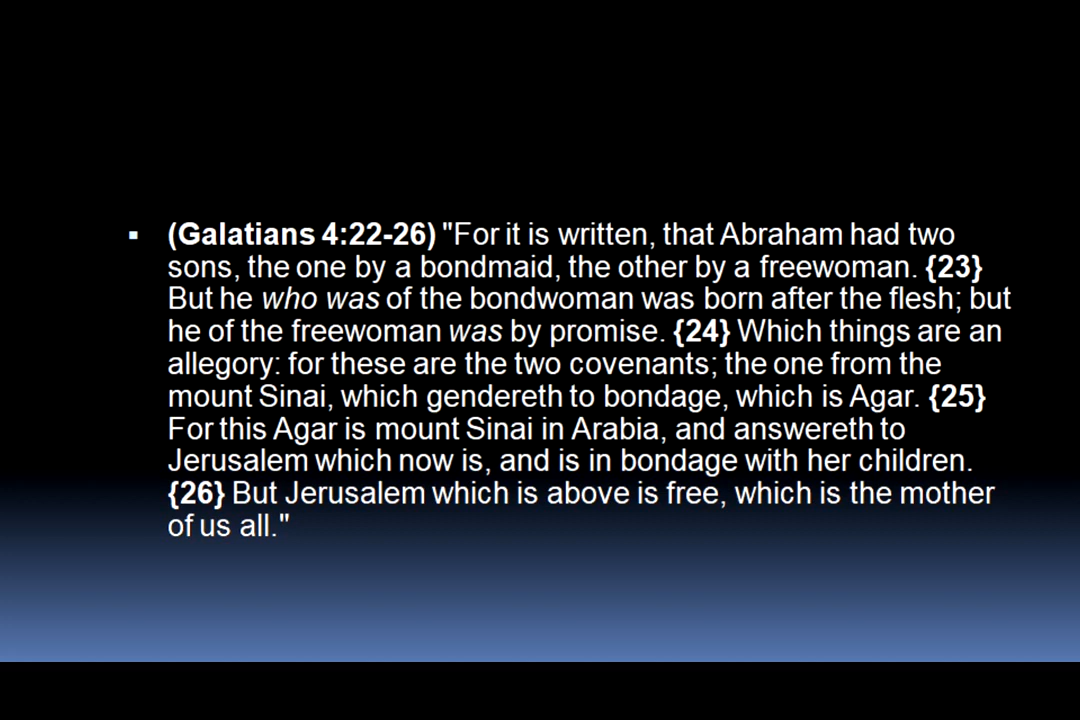 ▪ (Galatians 4:22-26) "For it is written, that Abraham had two
sons, the one by a bondmaid, the other by a freewoman. {23}
But he who was of the bondwoman was born after the flesh; but
he of the freewoman was by promise. {24} Which things are an
allegory: for these are the two covenants; the one from the
mount Sinai, which gendereth to bondage, which is Agar. {25}
For this Agar is mount Sinai in Arabia, and answereth to
Jerusalem which now is, and is in bondage with her children.
{26} But Jerusalem which is above is free, which is the mother
of us all."